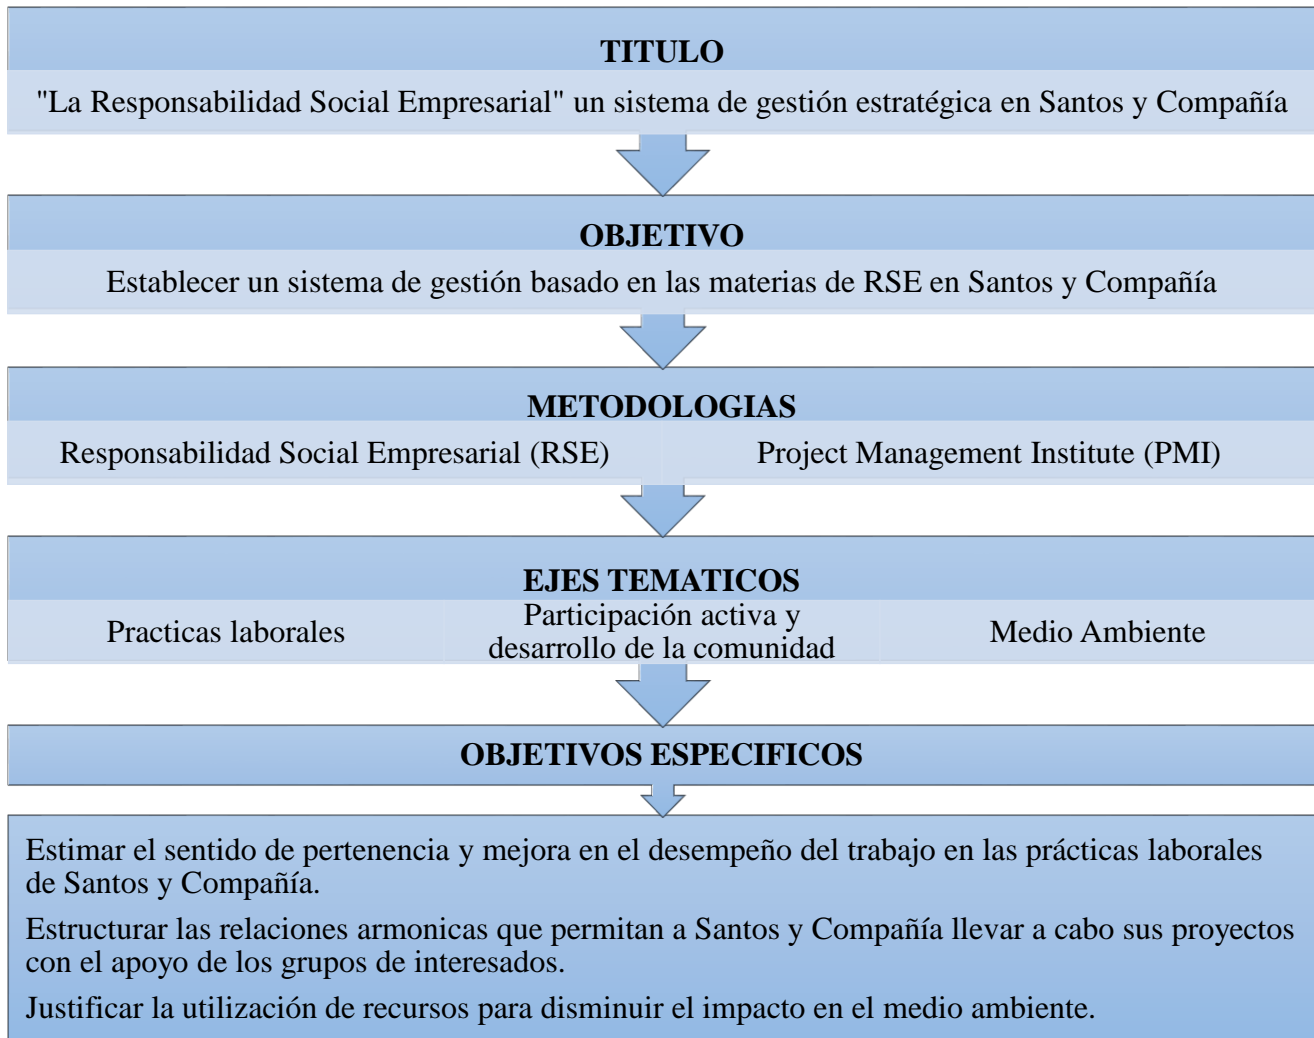 TITULO
"La Responsabilidad Social Empresarial" un sistema de gestión estratégica en Santos y Compañía
OBJETIVO
Establecer un sistema de gestión basado en las materias de RSE en Santos y Compañía
METODOLOGIAS
Responsabilidad Social Empresarial (RSE)
Project Management Institute (PMI)
EJES TEMATICOS
Practicas laborales
Participación activa y
desarrollo de la comunidad
Medio Ambiente
OBJETIVOS ESPECIFICOS
Estimar el sentido de pertenencia y mejora en el desempeño del trabajo en las prácticas laborales
de Santos y Compañía.
Estructurar las relaciones armonicas que permitan a Santos y Compañía llevar a cabo sus proyectos
con el apoyo de los grupos de interesados.
Justificar la utilización de recursos para disminuir el impacto en el medio ambiente.